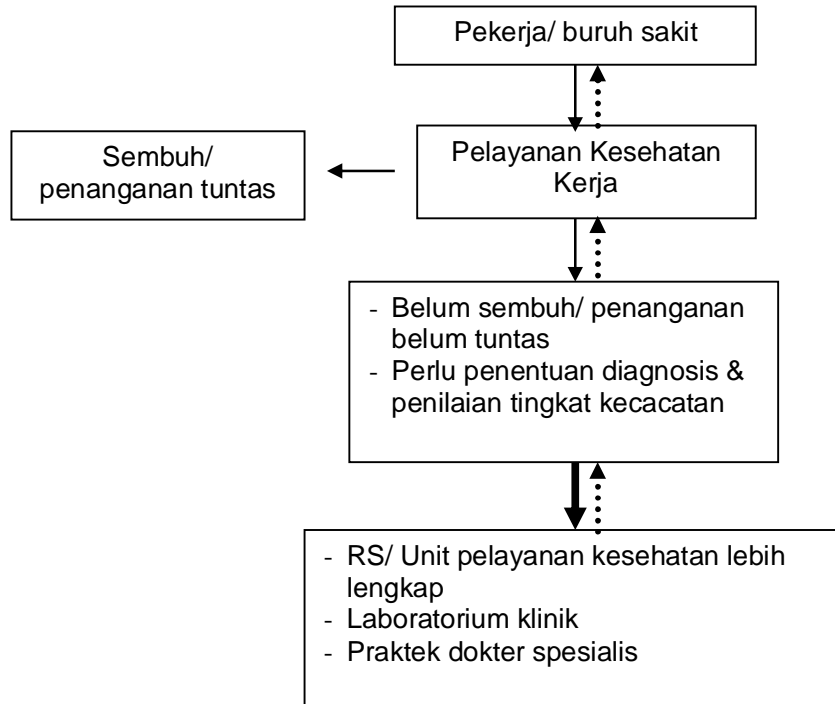 Pekerja/ buruh sakit
Sembuh/
penanganan tuntas
Pelayanan Kesehatan
Kerja
- Belum sembuh/ penanganan
belum tuntas
- Perlu penentuan diagnosis &
penilaian tingkat kecacatan
- RS/ Unit pelayanan kesehatan lebih
lengkap
- Laboratorium klinik
- Praktek dokter spesialis